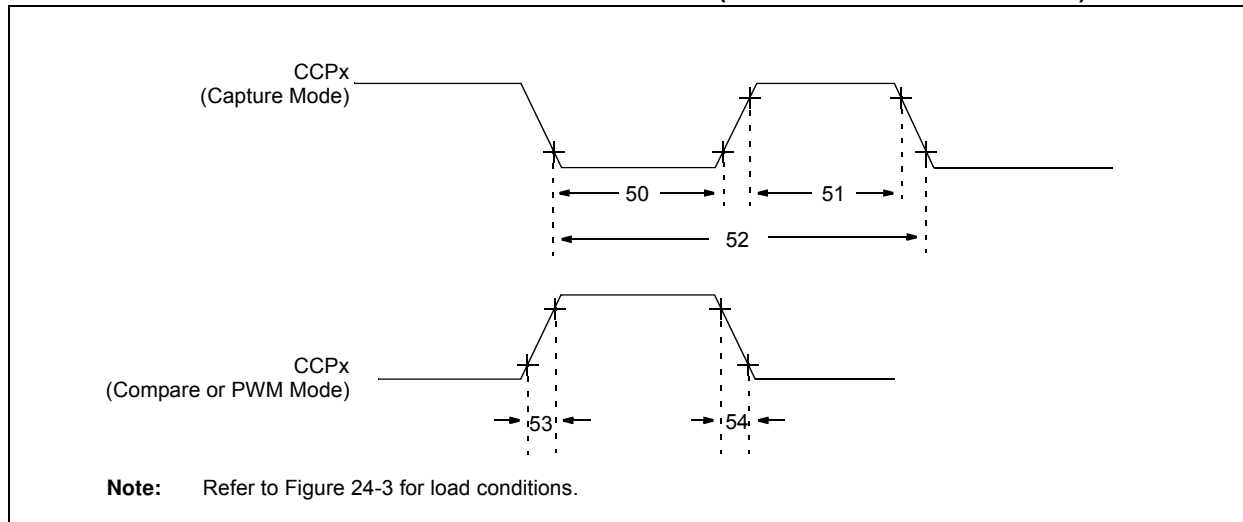 CCPx
(Capture Mode)
50
51
52
CCPx
(Compare or PWM Mode)
53
54
Note: Refer to Figure 24-3 for load conditions.